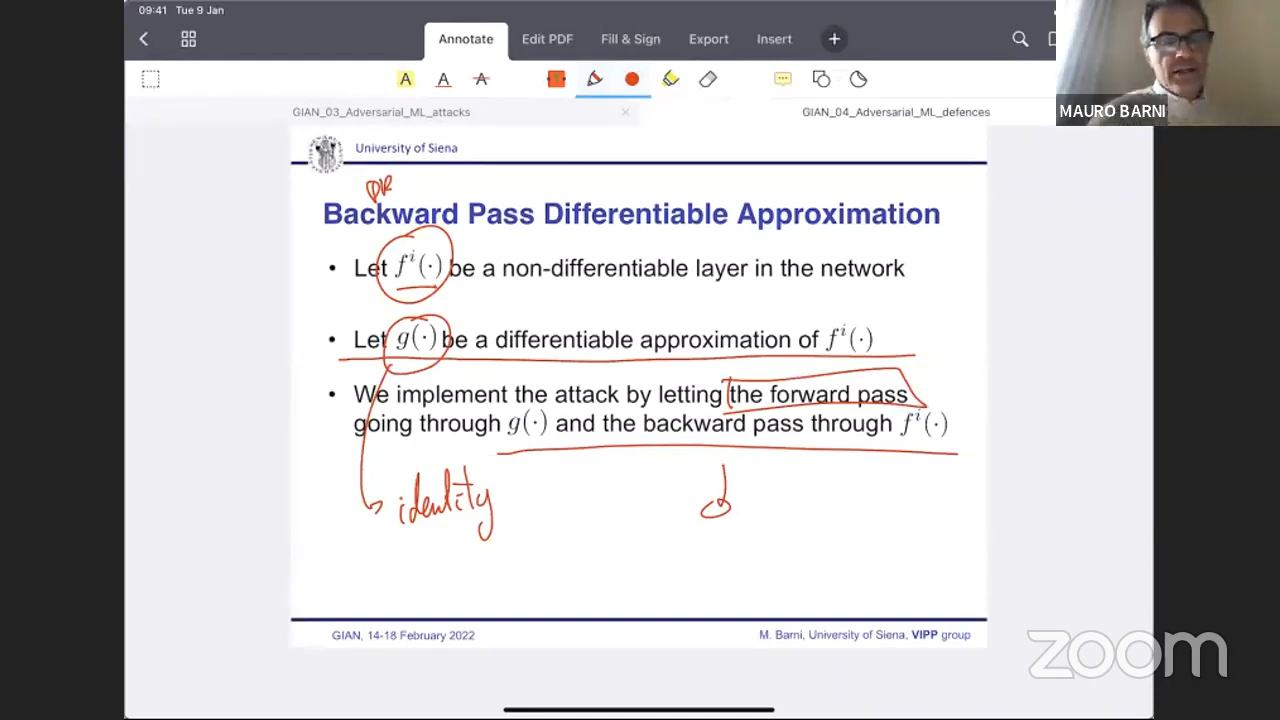 09:41 Tue 9 Jan
Annotate Edit PDF Fill & Sign Export Insert
A A A
GIAN_03_Adversarial_ML_attacks GIAN_04_Adversarial_ML_defences
MAURO BARNI
University of Siena
Backward Pass Differentiable Approximation
• Let fⁱ(·) be a non-differentiable layer in the network
• Let g(·) be a differentiable approximation of fⁱ(·)
• We implement the attack by letting the forward pass
going through g(·) and the backward pass through fⁱ(·)
identity
GIAN, 14-18 February 2022 M. Barni, University of Siena, VIPP group
zoom